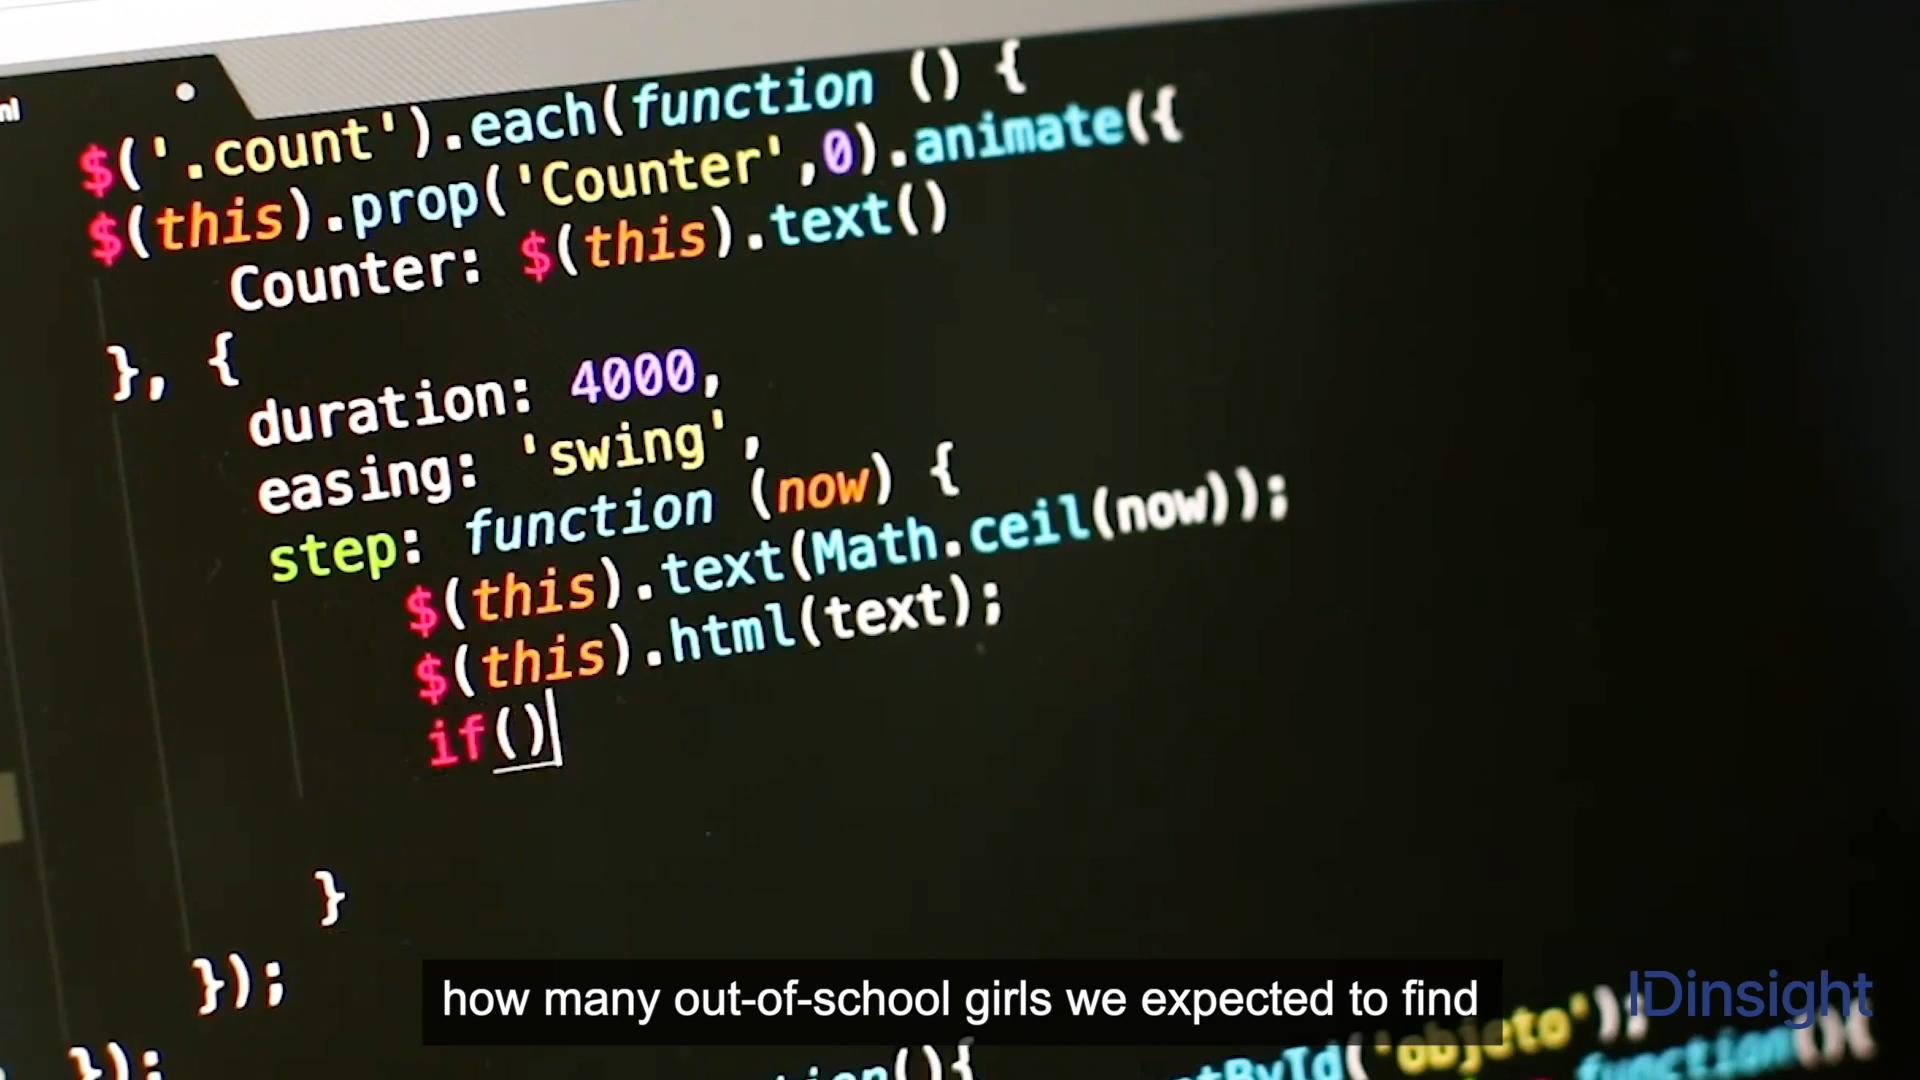 $('.count').each(function () {
$(this).prop('Counter',0).animate({
Counter: $(this).text()
}, {
duration: 4000,
easing: 'swing',
step: function (now) {
$(this).text(Math.ceil(now));
$(this).html(text);
if()
}
});
});
how many out-of-school girls we expected to find
IDinsight
('objeto');
function(){